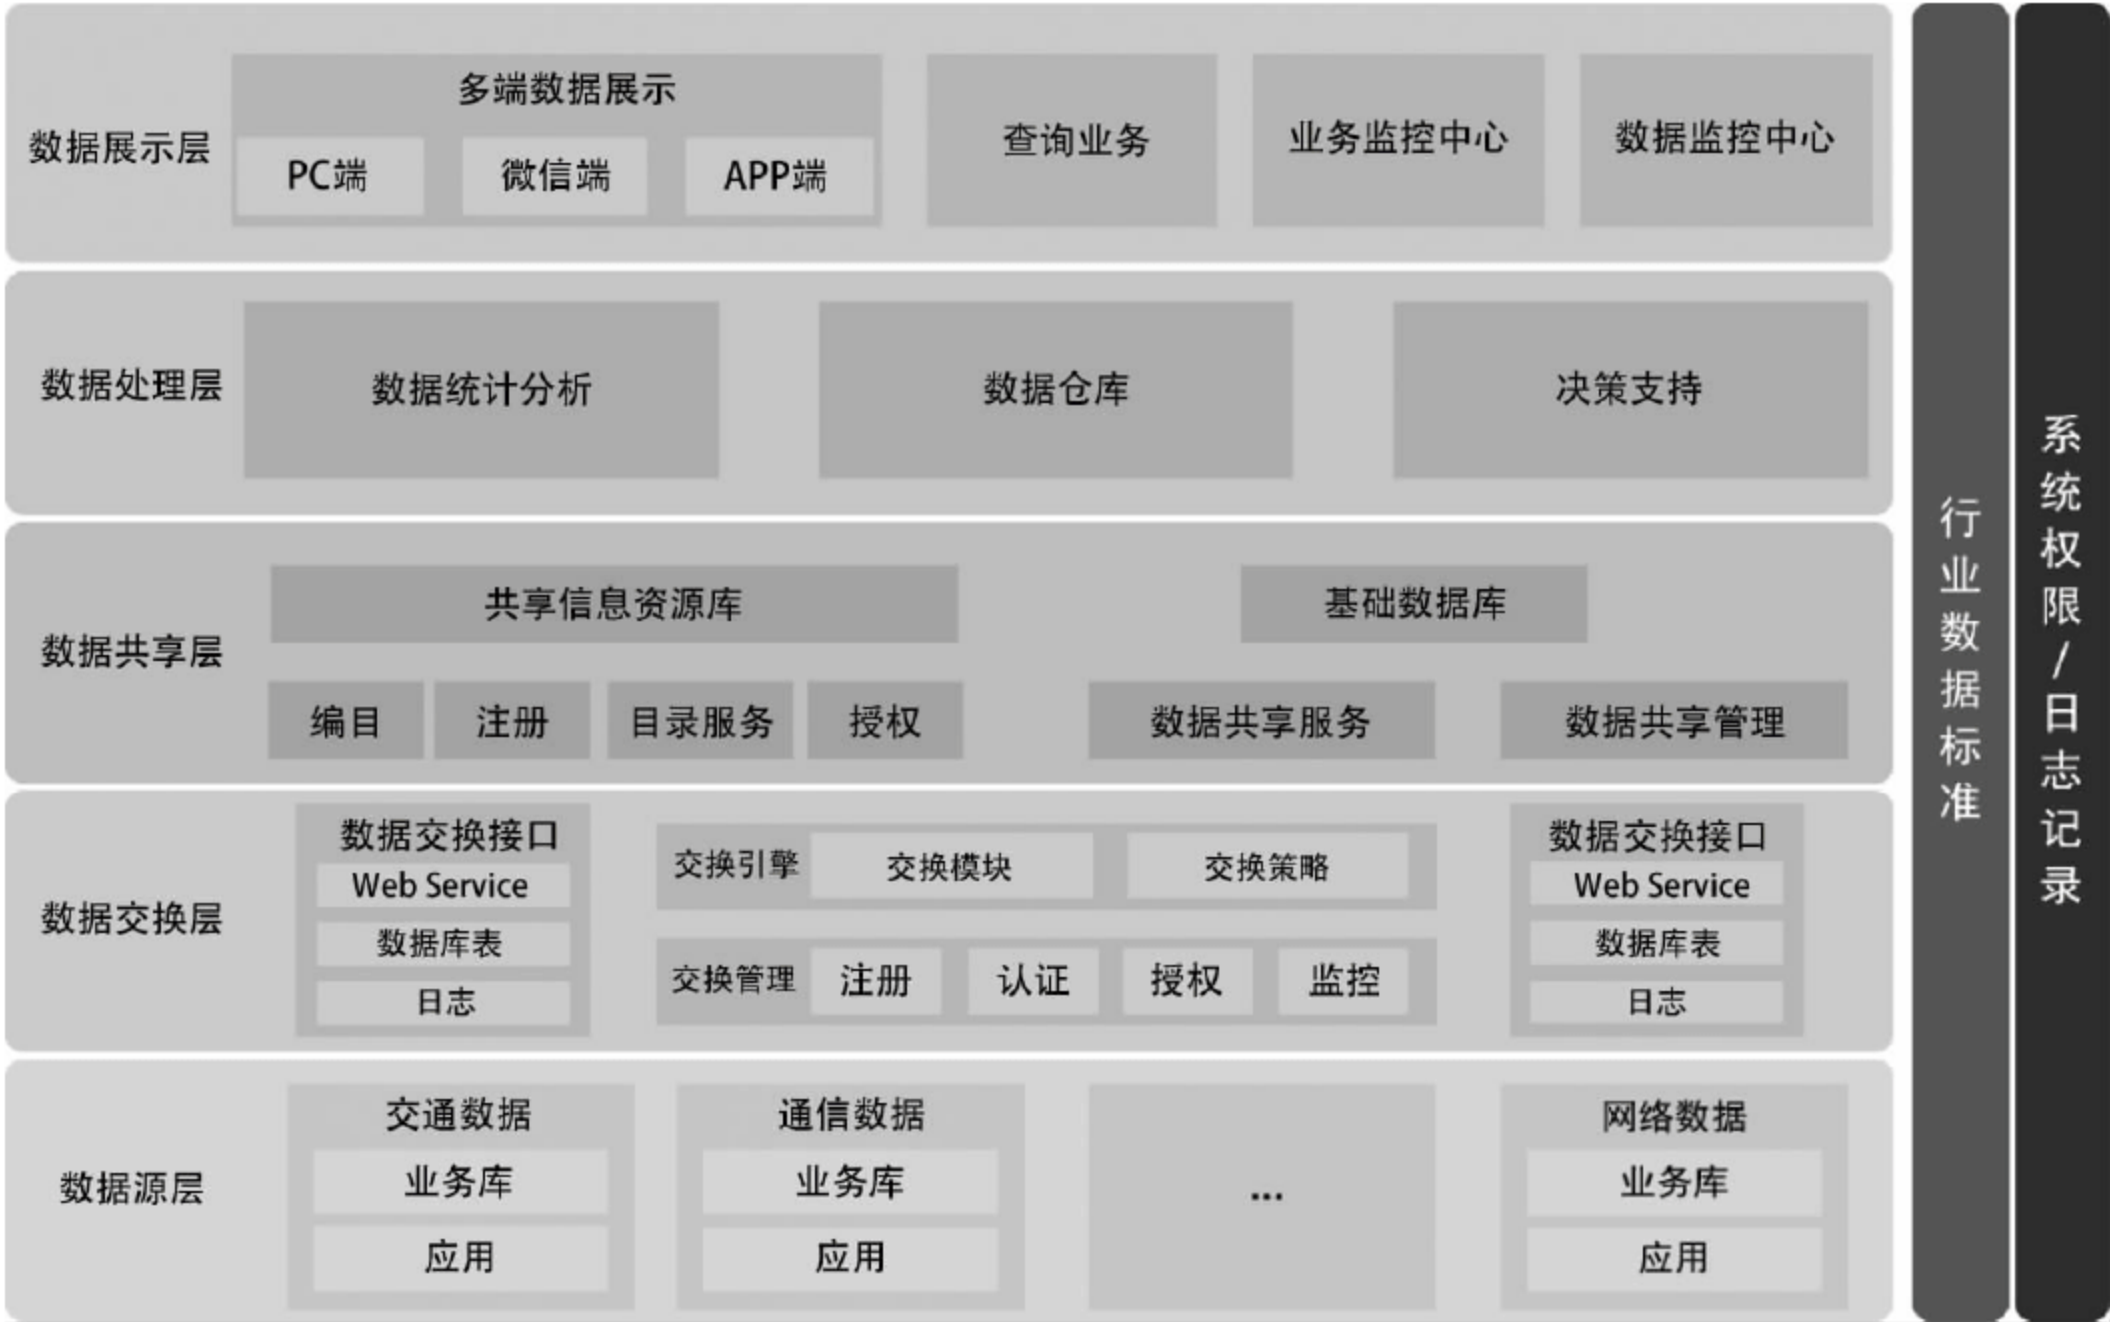 多端数据展示
数据展示层
PC端
微信端
APP端
查询业务
业务监控中心
数据监控中心
数据处理层
数据统计分析
数据仓库
决策支持
数据共享层
共享信息资源库
基础数据库
编目
注册
目录服务
授权
数据共享服务
数据共享管理
数据交换层
数据交换接口
Web Service
数据库表
日志
交换引擎
交换模块
交换策略
交换管理
注册
认证
授权
监控
数据交换接口
Web Service
数据库表
日志
数据源层
交通数据
业务库
应用
通信数据
业务库
应用
...
网络数据
业务库
应用
行业数据标准
系统权限/日志记录